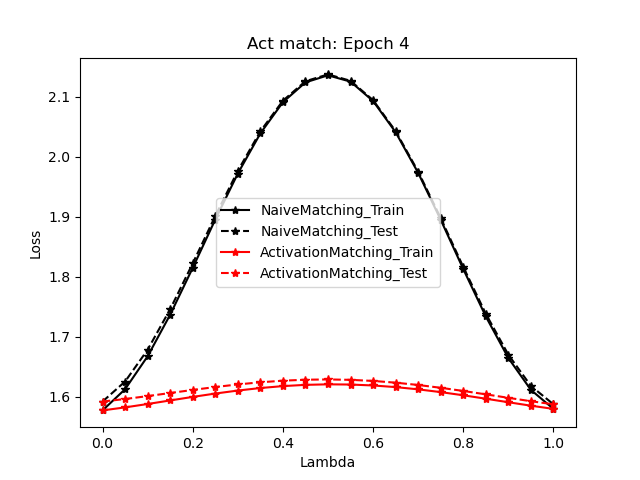 Act match: Epoch 4
Loss
2.1
2.0
1.9
1.8
1.7
1.6
NaiveMatching_Train
NaiveMatching_Test
ActivationMatching_Train
ActivationMatching_Test
0.0 0.2 0.4 0.6 0.8 1.0
Lambda